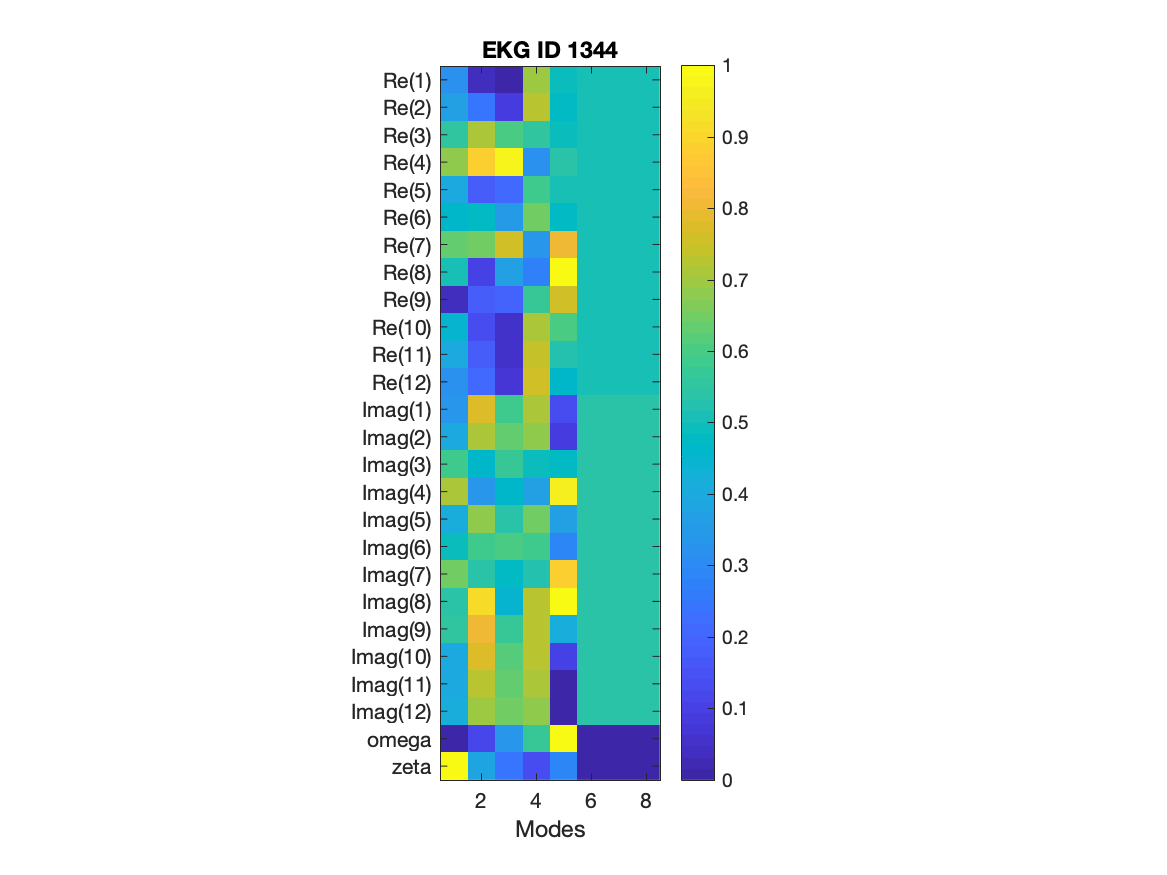 EKG ID 1344
Re(1)
Re(2)
Re(3)
Re(4)
Re(5)
Re(6)
Re(7)
Re(8)
Re(9)
Re(10)
Re(11)
Re(12)
Imag(1)
Imag(2)
Imag(3)
Imag(4)
Imag(5)
Imag(6)
Imag(7)
Imag(8)
Imag(9)
Imag(10)
Imag(11)
Imag(12)
omega
zeta
2 4 6 8
Modes
1
0.9
0.8
0.7
0.6
0.5
0.4
0.3
0.2
0.1
0